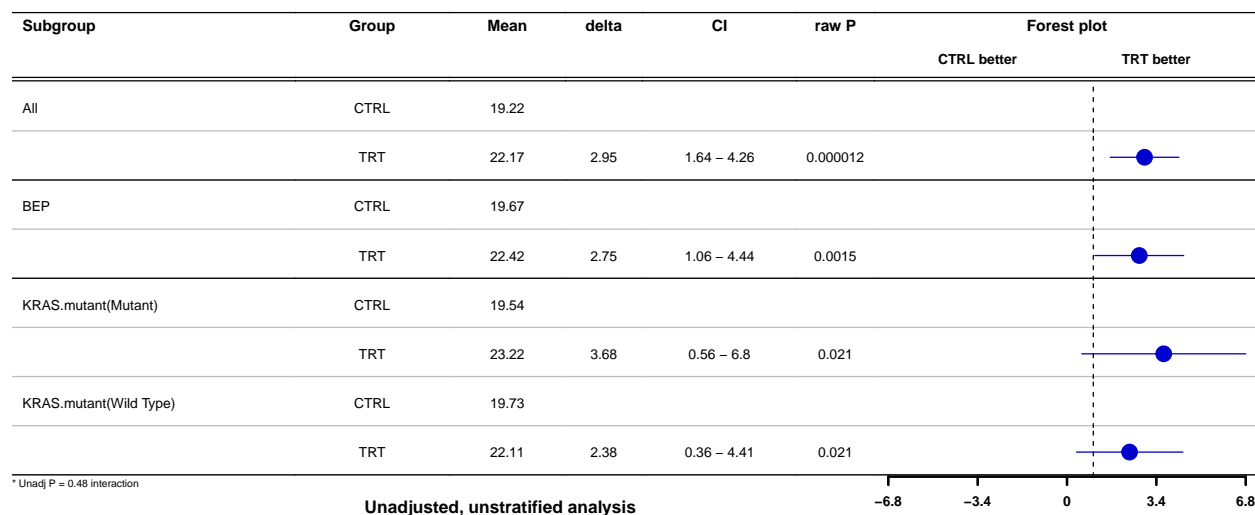 Subgroup Group Mean delta CI raw P Forest plot
CTRL better TRT better
All CTRL 19.22
TRT 22.17 2.95 1.64 – 4.26 0.000012
BEP CTRL 19.67
TRT 22.42 2.75 1.06 – 4.44 0.0015
KRAS.mutant(Mutant) CTRL 19.54
TRT 23.22 3.68 0.56 – 6.8 0.021
KRAS.mutant(Wild Type) CTRL 19.73
TRT 22.11 2.38 0.36 – 4.41 0.021
* Unadj P = 0.48 interaction
−6.8 −3.4 0 3.4 6.8
Unadjusted, unstratified analysis